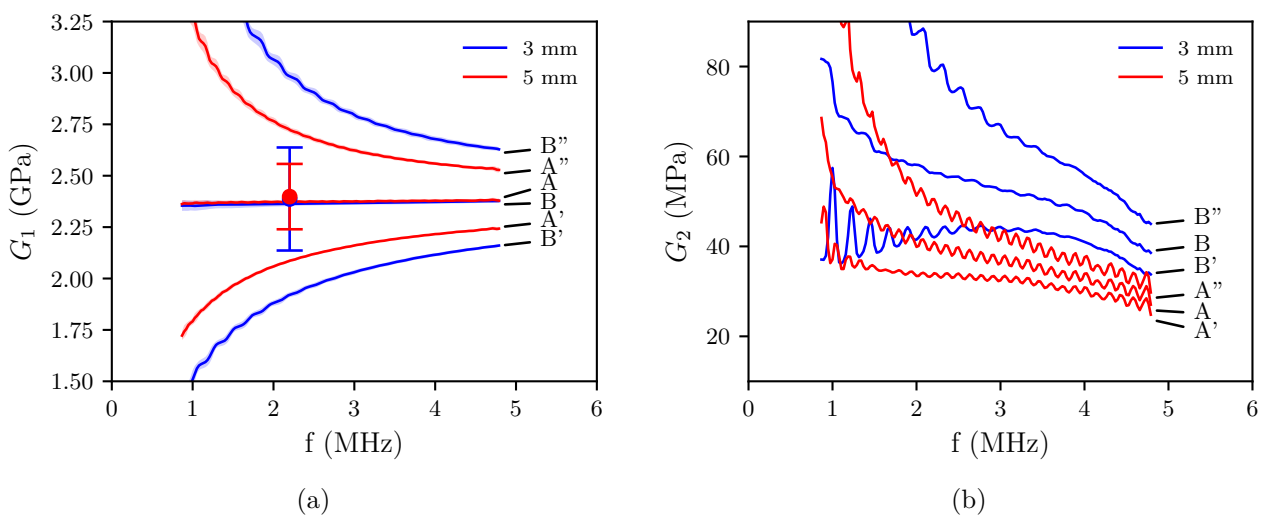 3.25
3.00
2.75
2.50
2.25
2.00
1.75
1.50
G₁ (GPa)
0
1
2
3
4
5
6
f (MHz)
3 mm
5 mm
B"
A"
A
B
A'
B'
(a)
80
60
40
20
G₂ (MPa)
0
1
2
3
4
5
6
f (MHz)
3 mm
5 mm
B"
B
B'
A"
A
A'
(b)